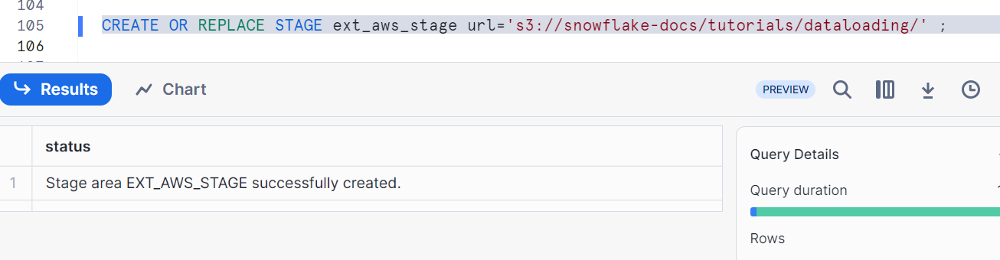 104
105 CREATE OR REPLACE STAGE ext_aws_stage url='s3://snowflake-docs/tutorials/dataloading/' ;
106
Results Chart PREVIEW
status
1 Stage area EXT_AWS_STAGE successfully created.
Query Details
Query duration
Rows